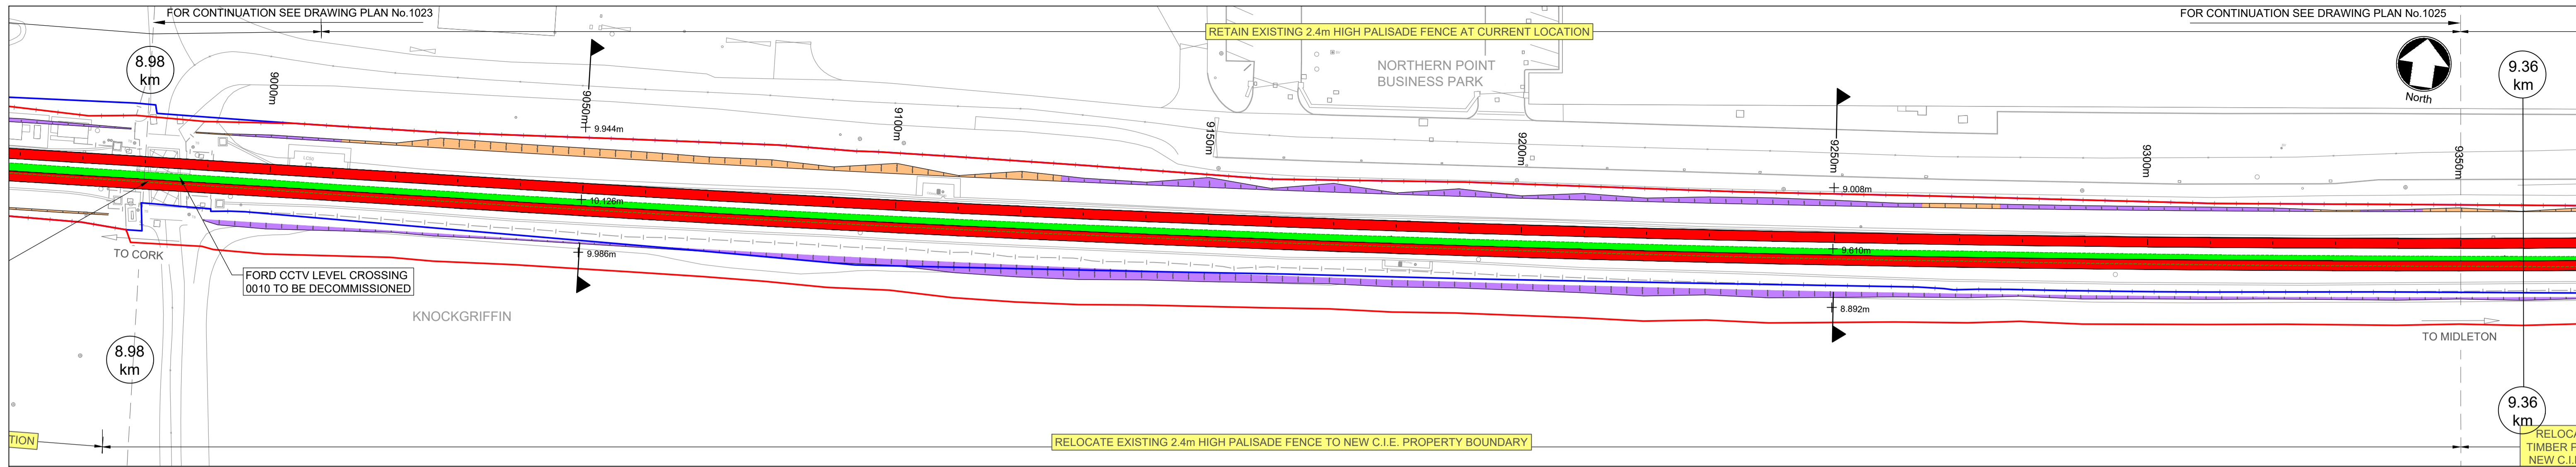 FOR CONTINUATION SEE DRAWING PLAN No.1023
FOR CONTINUATION SEE DRAWING PLAN No.1025
RETAIN EXISTING 2.4m HIGH PALISADE FENCE AT CURRENT LOCATION
8.98
km
9.36
km
NORTHERN POINT
BUSINESS PARK
North
9000m
9050m
9100m
9150m
9200m
9250m
9300m
9350m
9.944m
9.008m
10.126m
9.610m
9.986m
8.892m
TO CORK
FORD CCTV LEVEL CROSSING
0010 TO BE DECOMMISSIONED
KNOCKGRIFFIN
TO MIDLETON
8.98
km
9.36
km
TION
RELOCATE EXISTING 2.4m HIGH PALISADE FENCE TO NEW C.I.E. PROPERTY BOUNDARY
RELOCA
TIMBER F
NEW C.I.